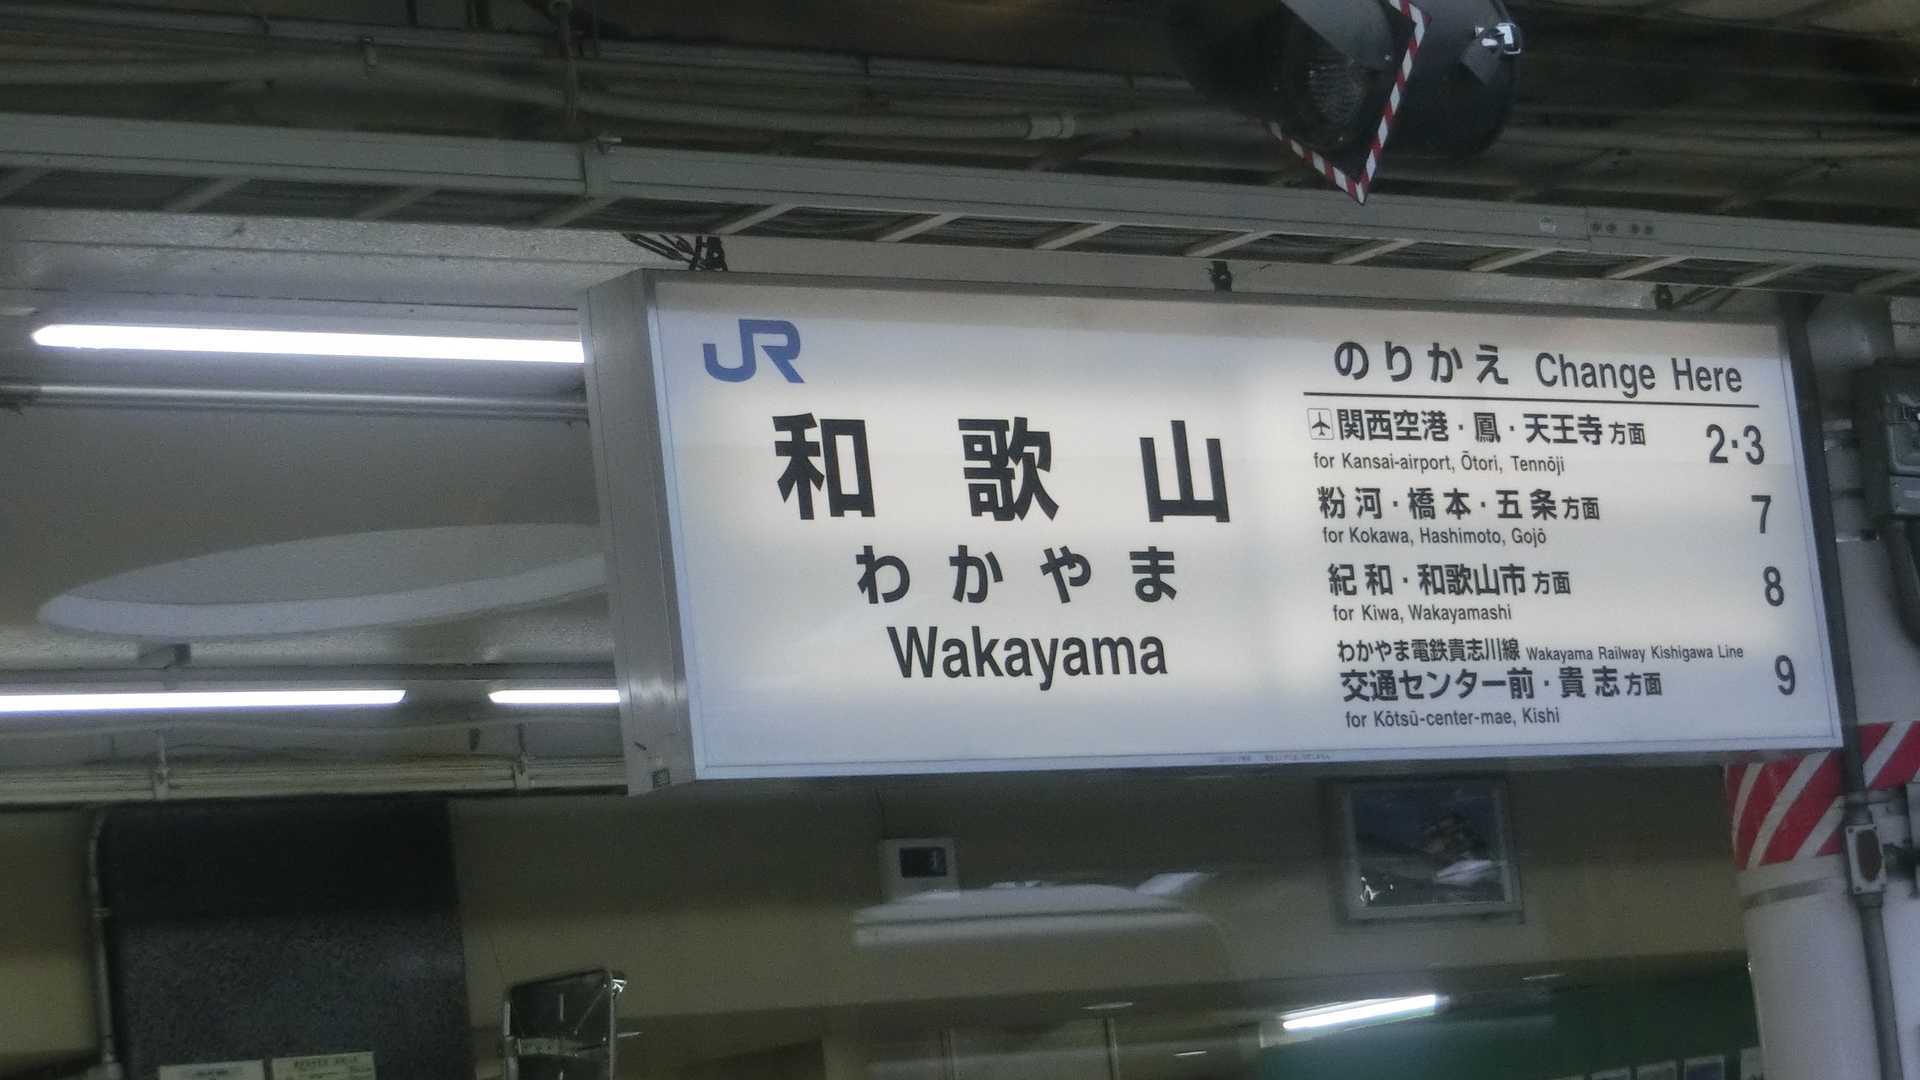 JR
和歌山
わかやま
Wakayama
のりかえ Change Here
関西空港・鳳・天王寺方面 2・3
for Kansai-airport, Ōtori, Tennōji
粉河・橋本・五条方面 7
for Kokawa, Hashimoto, Gojō
紀和・和歌山市方面 8
for Kiwa, Wakayamashi
わかやま電鉄貴志川線 Wakayama Railway Kishigawa Line
交通センター前・貴志方面 9
for Kōtsū-center-mae, Kishi